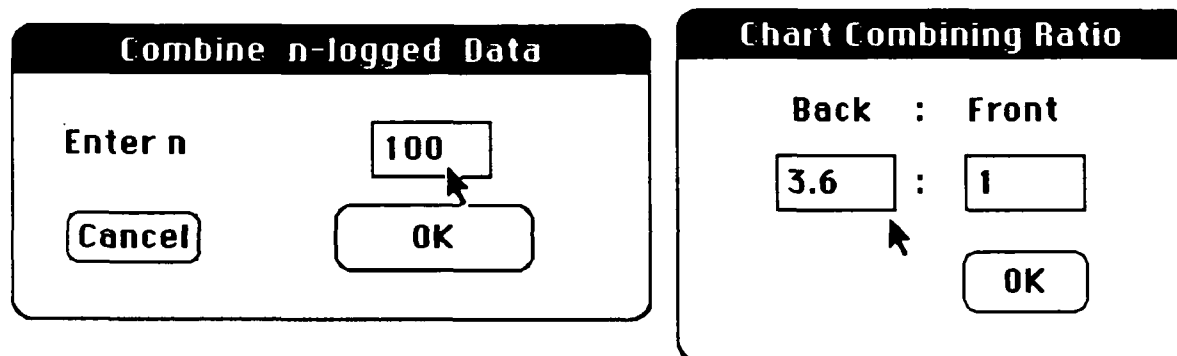 Combine n-logged Data
Enter n 100
Cancel OK
Chart Combining Ratio
Back : Front
3.6 : 1
OK